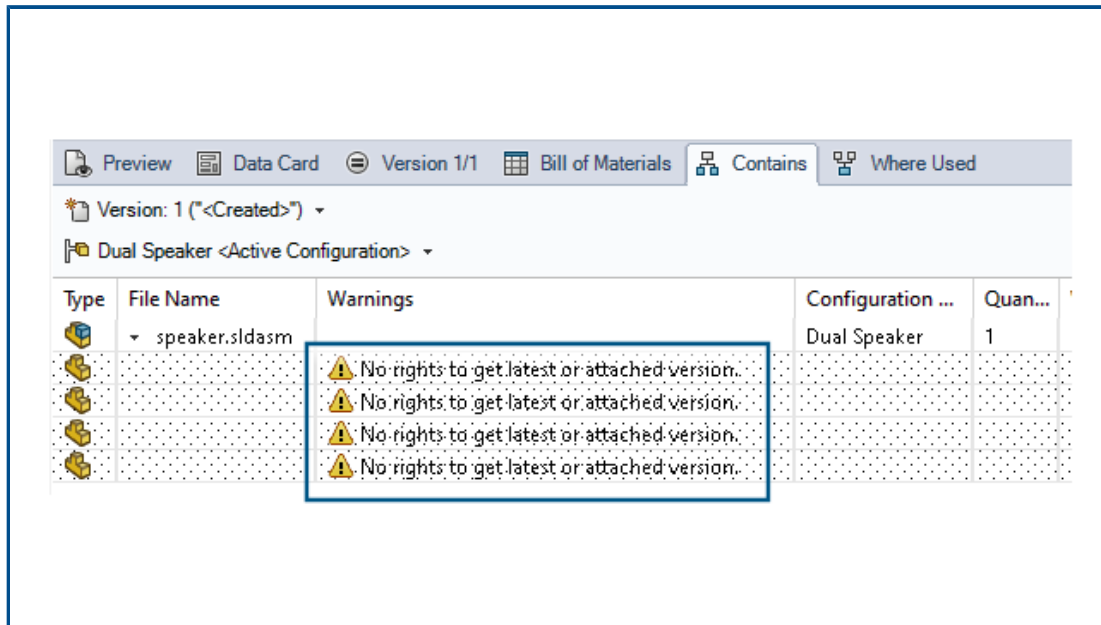 Preview Data Card Version 1/1 Bill of Materials Contains Where Used
Version: 1 ("<Created>")
Dual Speaker <Active Configuration>
Type File Name Warnings Configuration ... Quan...
speaker.sldasm Dual Speaker 1
No rights to get latest or attached version.
No rights to get latest or attached version.
No rights to get latest or attached version.
No rights to get latest or attached version.